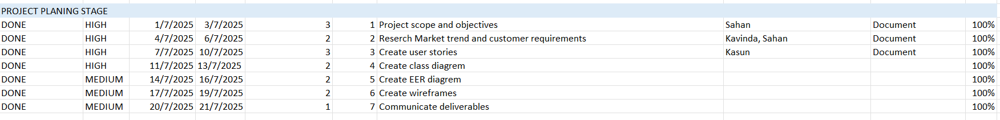 PROJECT PLANING STAGE
DONE HIGH 1/7/2025 3/7/2025 3 1 Project scope and objectives Sahan Document 100%
DONE HIGH 4/7/2025 6/7/2025 2 2 Reserch Market trend and customer requirements Kavinda, Sahan Document 100%
DONE HIGH 7/7/2025 10/7/2025 3 3 Create user stories Kasun Document 100%
DONE HIGH 11/7/2025 13/7/2025 2 4 Create class diagrem 100%
DONE MEDIUM 14/7/2025 16/7/2025 2 5 Create EER diagrem 100%
DONE MEDIUM 17/7/2025 19/7/2025 2 6 Create wireframes 100%
DONE MEDIUM 20/7/2025 21/7/2025 1 7 Communicate deliverables 100%